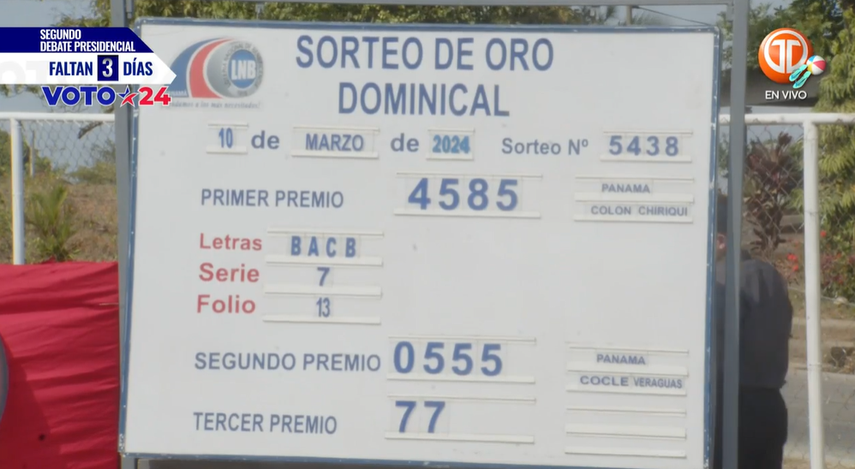 SEGUNDO
DEBATE PRESIDENCIAL
FALTAN 3 DÍAS
VOTO 24
EN VIVO
LNB
SORTEO DE ORO
DOMINICAL
10 de MARZO de 2024 Sorteo Nº 5438
PRIMER PREMIO 4585 PANAMA
COLON CHIRIQUI
Letras BACB
Serie 7
Folio 13
SEGUNDO PREMIO 0555 PANAMA
COCLE VERAGUAS
TERCER PREMIO 77